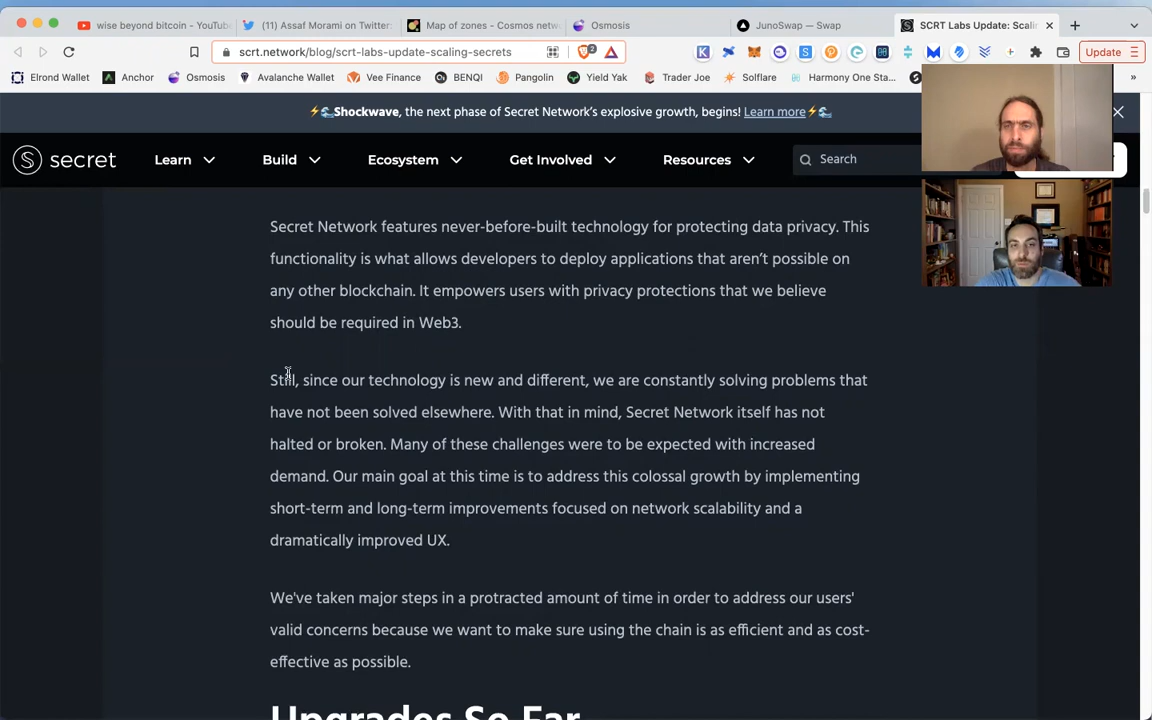 wise beyond bitcoin - YouTub
(11) Assaf Morami on Twitter:
Map of zones - Cosmos netw
Osmosis
JunoSwap — Swap
SCRT Labs Update: Scalin
scrt.network/blog/scrt-labs-update-scaling-secrets
2
Update
Elrond Wallet
Anchor
Osmosis
Avalanche Wallet
Vee Finance
BENQI
Pangolin
Yield Yak
Trader Joe
Solflare
Harmony One Sta...
»
⚡🌊Shockwave, the next phase of Secret Network’s explosive growth, begins! Learn more⚡🌊
secret
Learn
Build
Ecosystem
Get Involved
Resources
Search
Secret Network features never-before-built technology for protecting data privacy. This
functionality is what allows developers to deploy applications that aren’t possible on
any other blockchain. It empowers users with privacy protections that we believe
should be required in Web3.
Still, since our technology is new and different, we are constantly solving problems that
have not been solved elsewhere. With that in mind, Secret Network itself has not
halted or broken. Many of these challenges were to be expected with increased
demand. Our main goal at this time is to address this colossal growth by implementing
short-term and long-term improvements focused on network scalability and a
dramatically improved UX.
We've taken major steps in a protracted amount of time in order to address our users'
valid concerns because we want to make sure using the chain is as efficient and as cost-
effective as possible.
Upgrades So Far